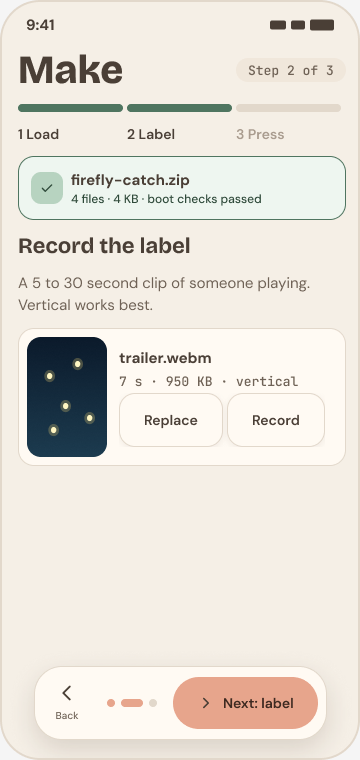 9:41
Make
Step 2 of 3
1 Load
2 Label
3 Press
firefly-catch.zip
4 files · 4 KB · boot checks passed
Record the label
A 5 to 30 second clip of someone playing.
Vertical works best.
trailer.webm
7 s · 950 KB · vertical
Replace
Record
Back
Next: label